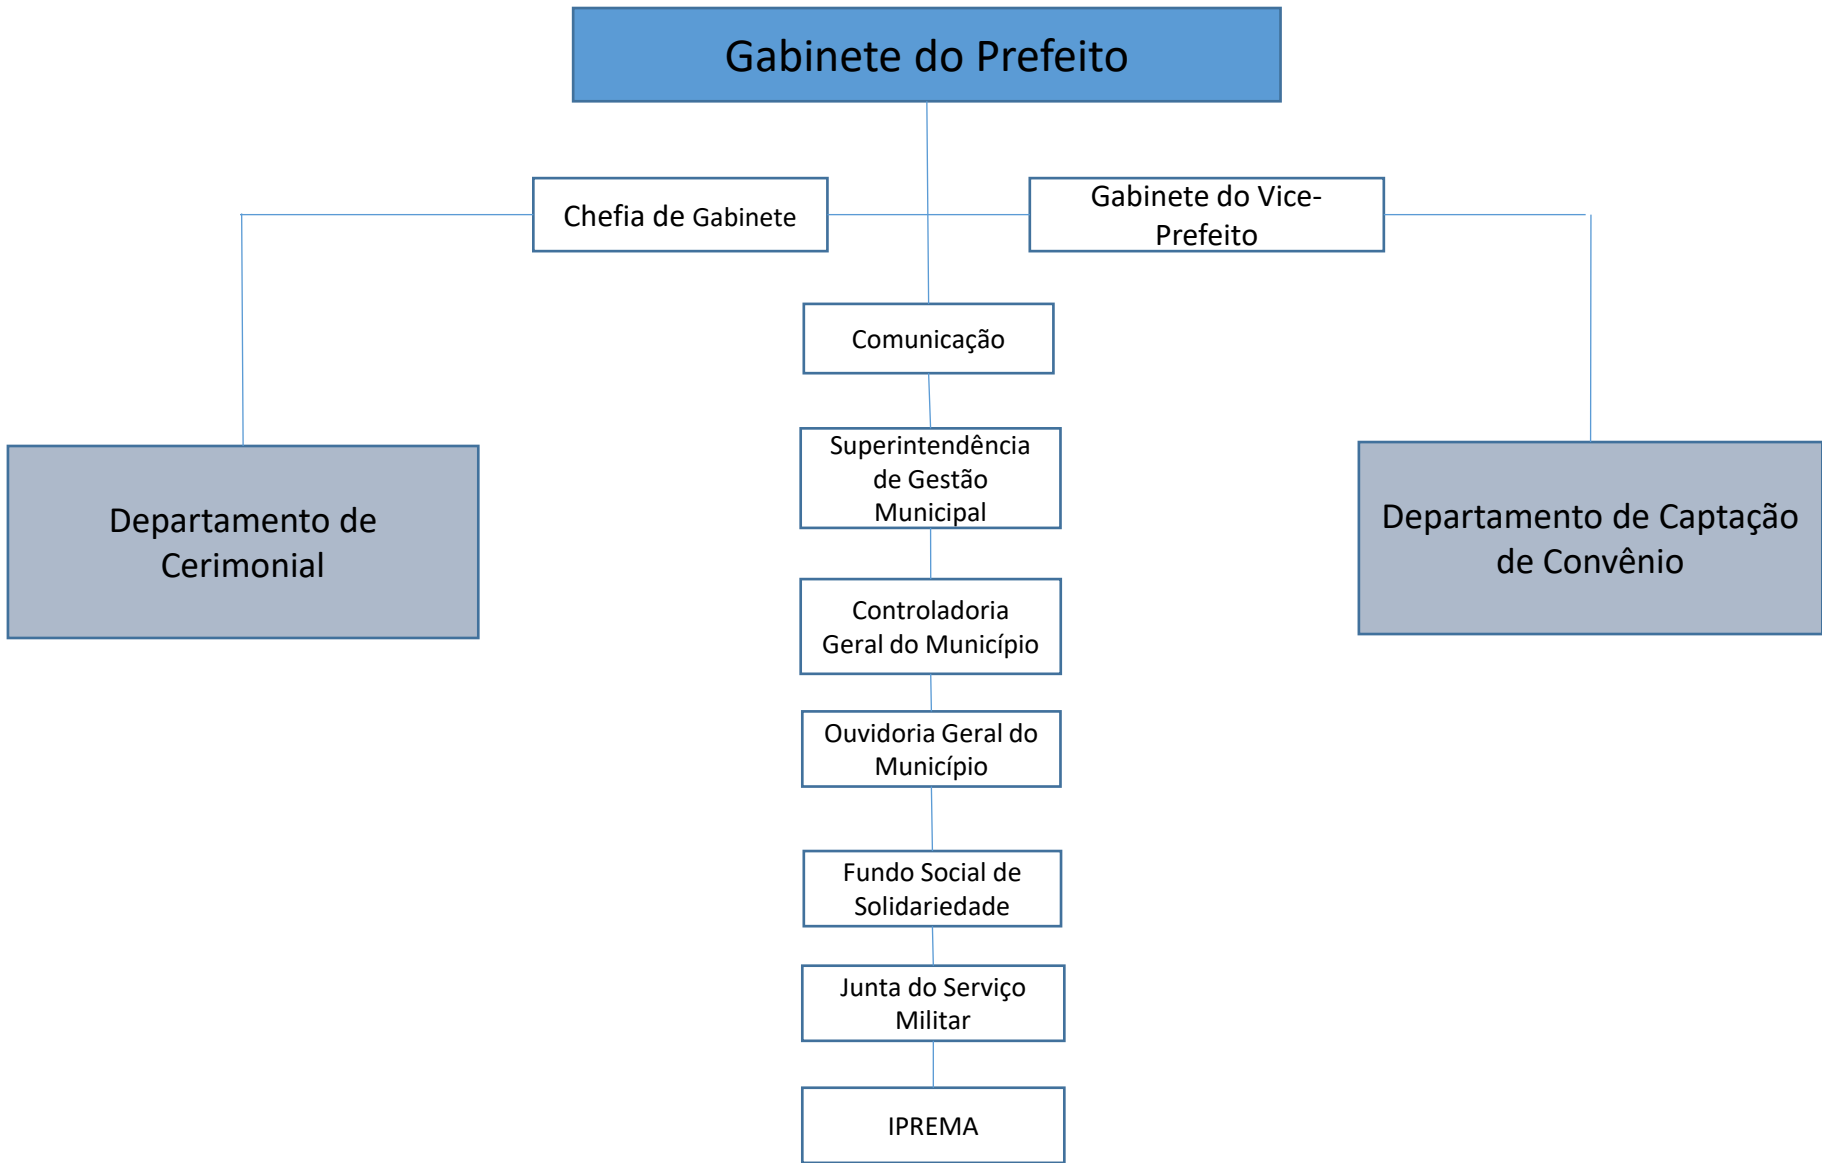 Gabinete do Prefeito
Chefia de Gabinete
Gabinete do Vice-
Prefeito
Comunicação
Superintendência
de Gestão
Municipal
Departamento de
Cerimonial
Departamento de Captação
de Convênio
Controladoria
Geral do Município
Ouvidoria Geral do
Município
Fundo Social de
Solidariedade
Junta do Serviço
Militar
IPREMA